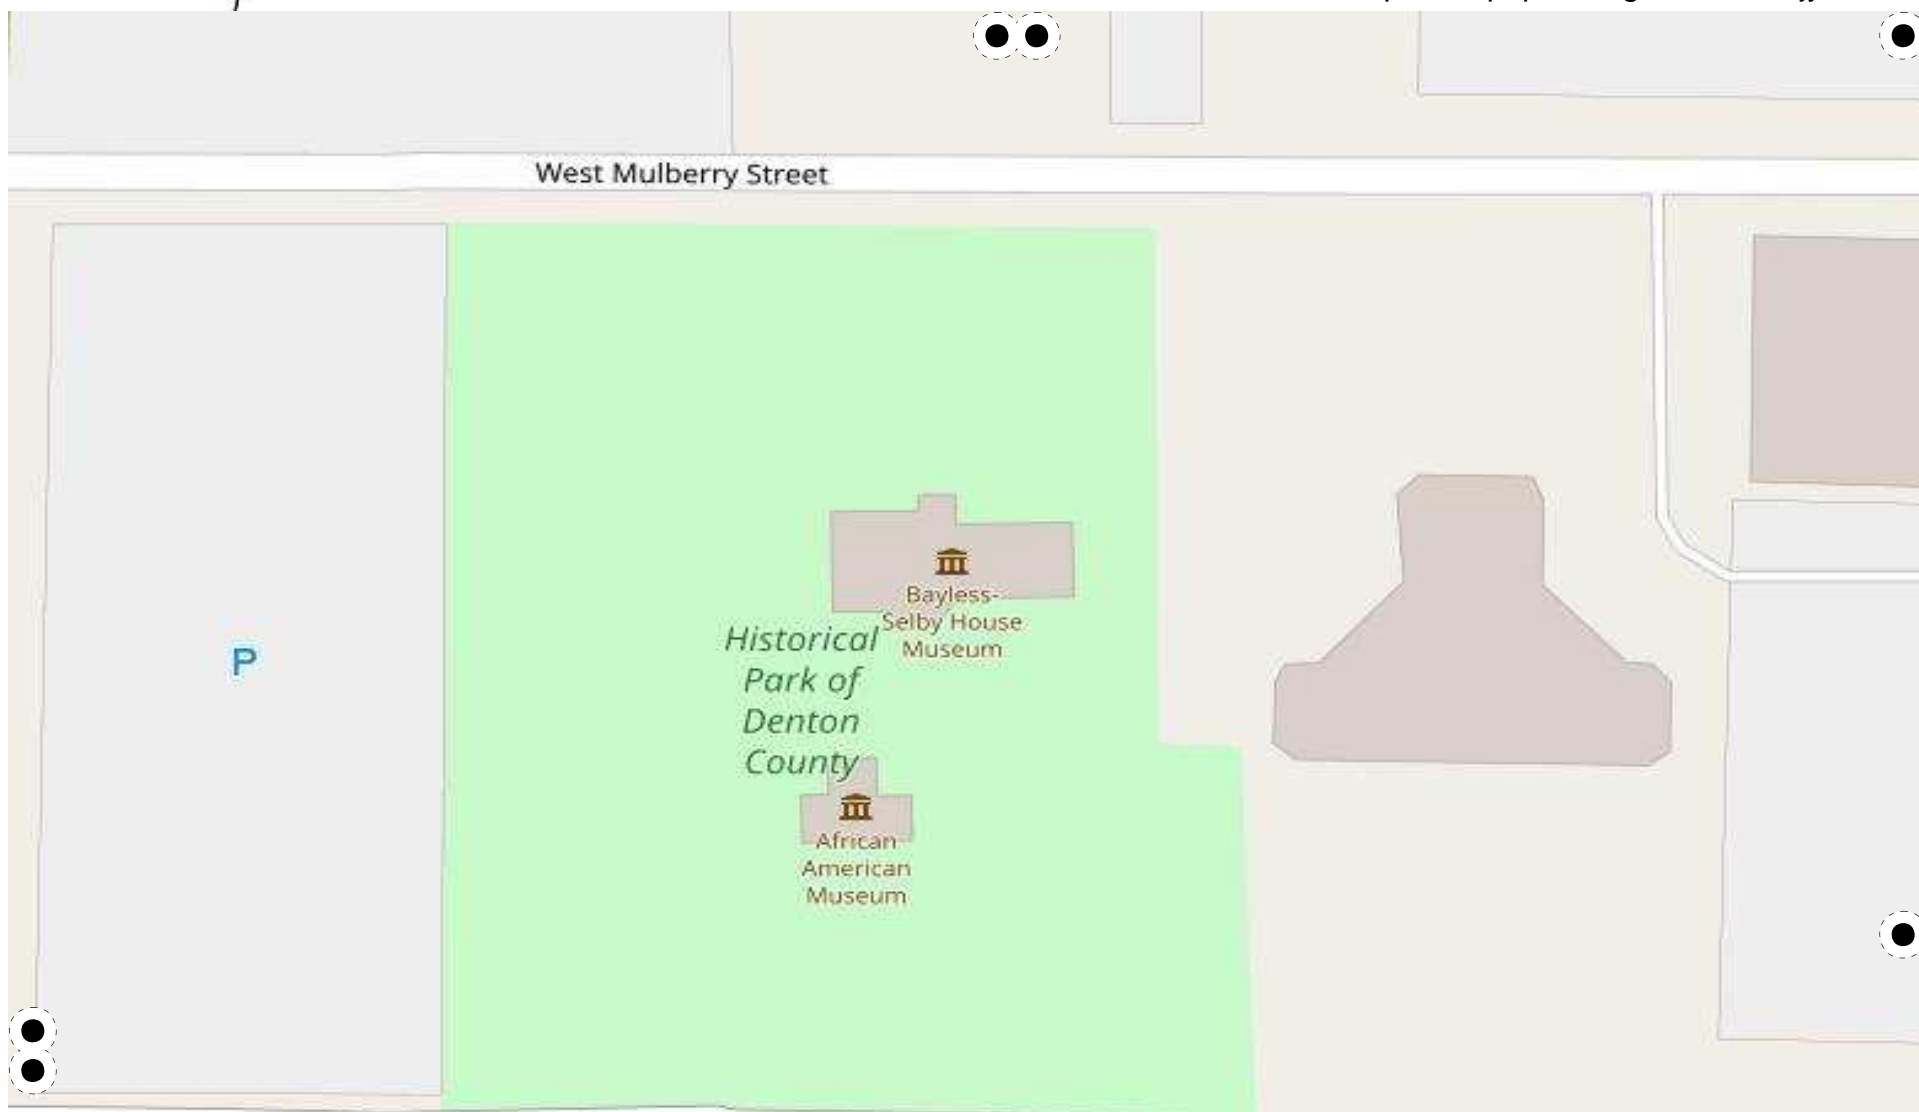 West Mulberry Street
Bayless-
Selby House
Museum
Historical
Park of
Denton
County
P
African
American
Museum